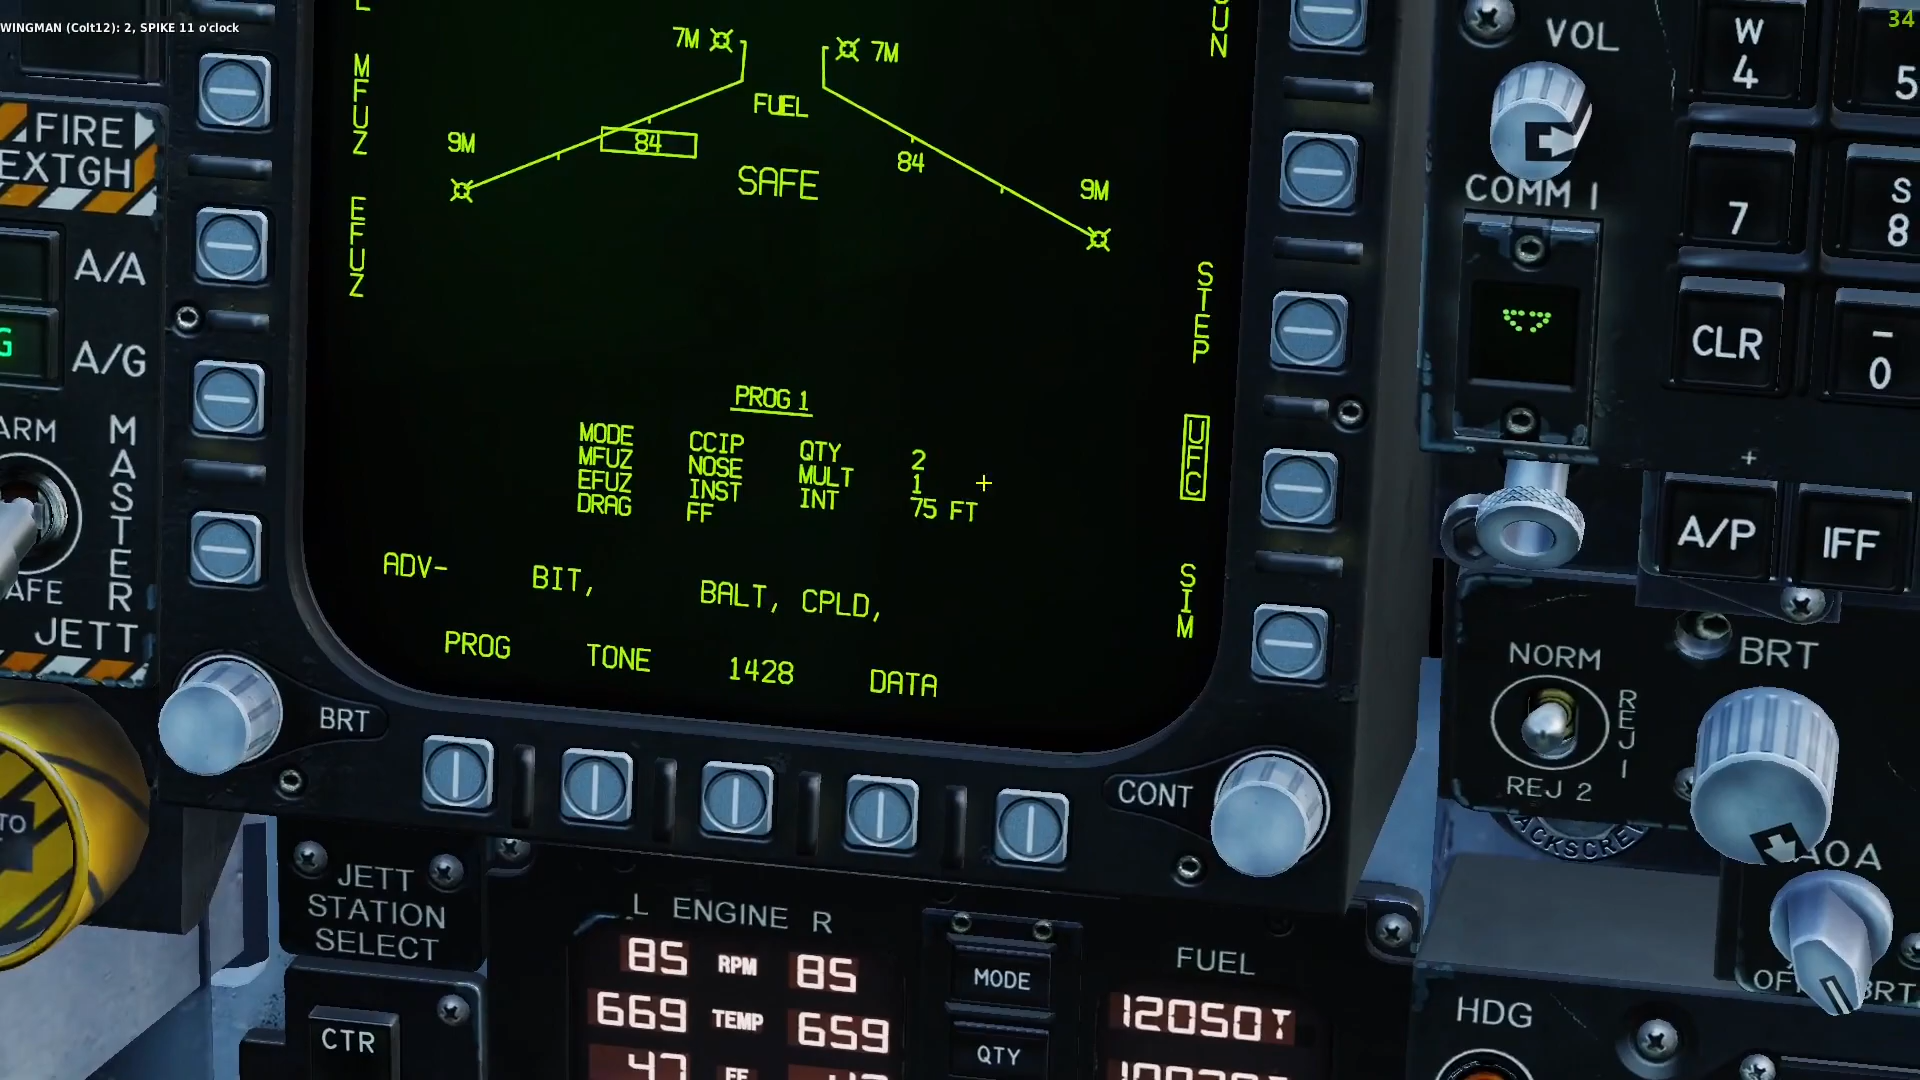 WINGMAN (Colt12): 2, SPIKE 11 o'clock
34
7M
7M
UN
VOL
W
4
5
MFUZ
FUEL
FIRE
EXTGH
9M
84
84
SAFE
9M
COMM 1
7
S
8
EFUZ
A/A
STEP
G
A/G
CLR
-
0
PROG 1
MODE CCIP QTY 2
MFUZ NOSE MULT 1
EFUZ INST INT 75 FT
DRAG FF
UFC
MASTER
A/P
IFF
ADV-
BIT,
BALT, CPLD,
SIM
JETT
PROG
TONE
1428
DATA
NORM
REJ 1
REJ 2
BRT
BRT
CONT
AOA
JETT
STATION
SELECT
L ENGINE R
85 RPM 85
669 TEMP 659
MODE
QTY
FUEL
12050T
HDG
CTR